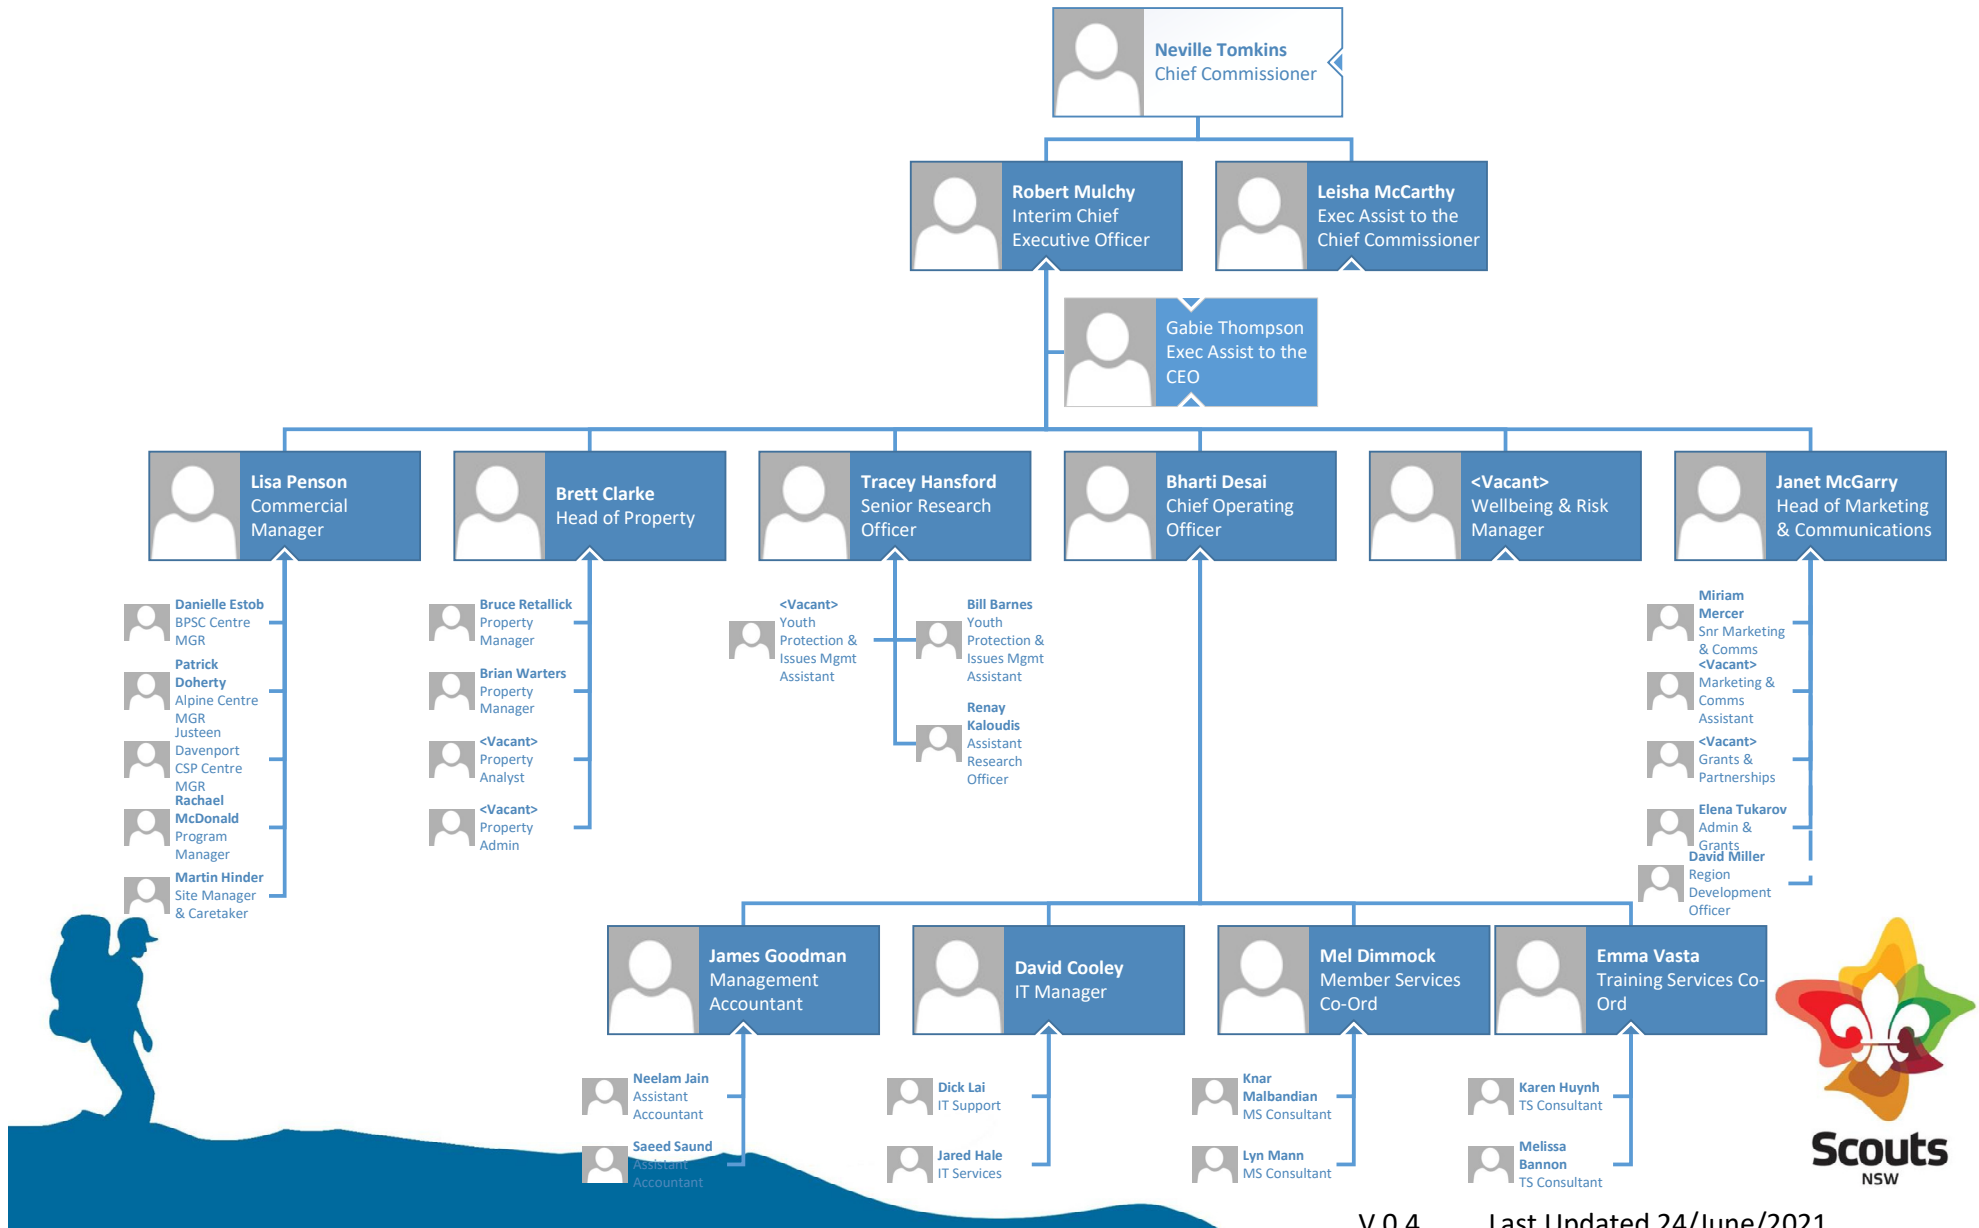 Neville Tomkins
Chief Commissioner
Robert Mulchy
Interim Chief
Executive Officer
Leisha McCarthy
Exec Assist to the
Chief Commissioner
Gabie Thompson
Exec Assist to the
CEO
Lisa Penson
Commercial
Manager
Brett Clarke
Head of Property
Tracey Hansford
Senior Research
Officer
Bharti Desai
Chief Operating
Officer
<Vacant>
Wellbeing & Risk
Manager
Janet McGarry
Head of Marketing
& Communications
Danielle Estob
BPSC Centre
MGR
Patrick
Doherty
Alpine Centre
MGR
Justeen
Davenport
CSP Centre
MGR
Rachael
McDonald
Program
Manager
Martin Hinder
Site Manager
& Caretaker
Bruce Retallick
Property
Manager
Brian Warters
Property
Manager
<Vacant>
Property
Analyst
<Vacant>
Property
Admin
<Vacant>
Youth
Protection &
Issues Mgmt
Assistant
Bill Barnes
Youth
Protection &
Issues Mgmt
Assistant
Renay
Kaloudis
Assistant
Research
Officer
Miriam
Mercer
Snr Marketing
& Comms
<Vacant>
Marketing &
Comms
Assistant
<Vacant>
Grants &
Partnerships
Elena Tukarov
Admin &
Grants
David Miller
Region
Development
Officer
James Goodman
Management
Accountant
David Cooley
IT Manager
Mel Dimmock
Member Services
Co-Ord
Emma Vasta
Training Services Co-
Ord
Neelam Jain
Assistant
Accountant
Saeed Saund
Assistant
Accountant
Dick Lai
IT Support
Jared Hale
IT Services
Knar
Malbandian
MS Consultant
Lyn Mann
MS Consultant
Karen Huynh
TS Consultant
Melissa
Bannon
TS Consultant
Scouts
NSW
V 0.4 Last Updated 24/June/2021